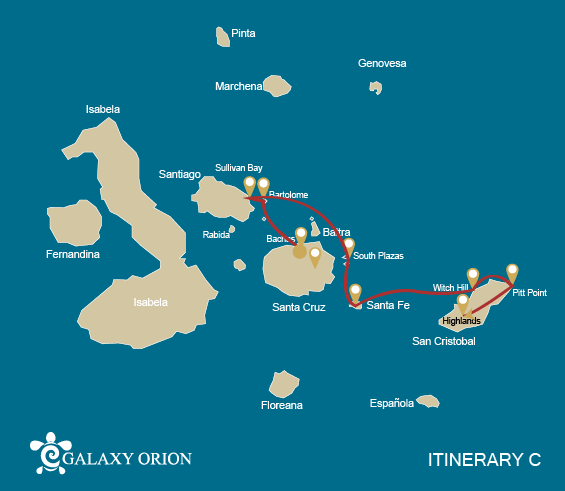 Pinta
Genovesa
Marchena
Isabela
Sullivan Bay
Santiago
Bartolome
Rabida
Bachas
Baltra
Fernandina
South Plazas
Witch Hill
Pitt Point
Isabela
Santa Cruz
Santa Fe
Highlands
San Cristobal
Floreana
Española
GALAXY ORION
ITINERARY C